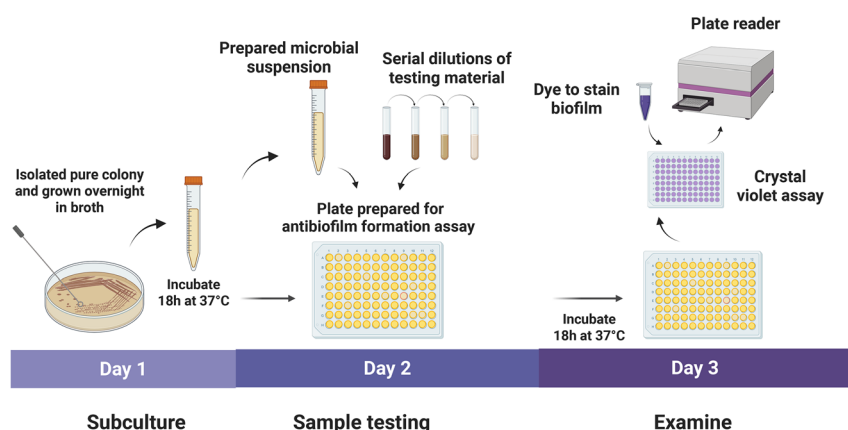 Isolated pure colony
and grown overnight
in broth
Incubate
18h at 37°C
Prepared microbial
suspension
Serial dilutions of
testing material
Plate prepared for
antibiofilm formation assay
Incubate
18h at 37°C
Dye to stain
biofilm
Plate reader
Crystal
violet assay
Day 1
Day 2
Day 3
Subculture
Sample testing
Examine